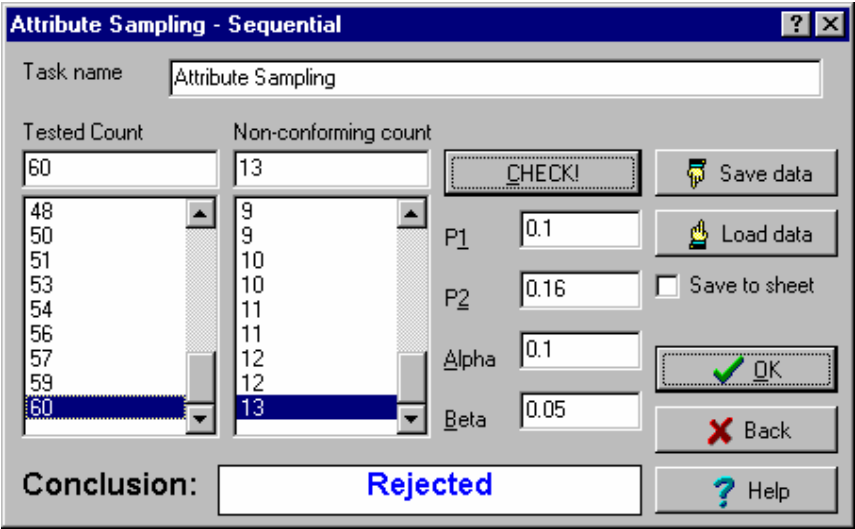 Attribute Sampling - Sequential
Task name Attribute Sampling
Tested Count Non-conforming count
60 13 CHECK! Save data
48 9
50 9 P1 0.1 Load data
51 10
53 10 P2 0.16 Save to sheet
54 11
56 11
57 12 Alpha 0.1 OK
59 12
60 13 Beta 0.05 Back
Conclusion: Rejected Help